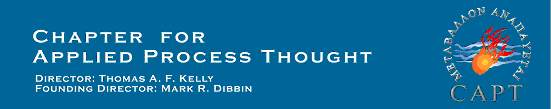 CHAPTER FOR
APPLIED PROCESS THOUGHT
DIRECTOR: THOMAS A. F. KELLY
FOUNDING DIRECTOR: MARK R. DIBBIN
ΜΕΤΑΒΑΛΛΟΝ ΑΝΑΠΑΥΕΤΑΙ
CAPT